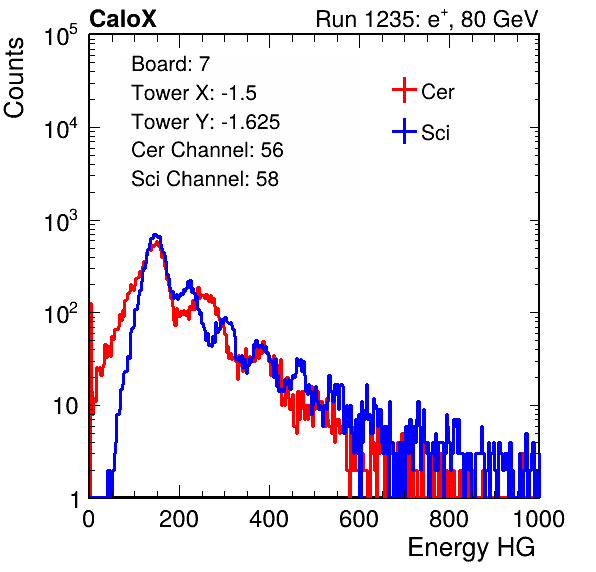 CaloX Run 1235: e⁺, 80 GeV
Counts
10⁵
10⁴
10³
10²
10
1
Board: 7
Tower X: -1.5
Tower Y: -1.625
Cer Channel: 56
Sci Channel: 58
Cer
Sci
0 200 400 600 800 1000
Energy HG